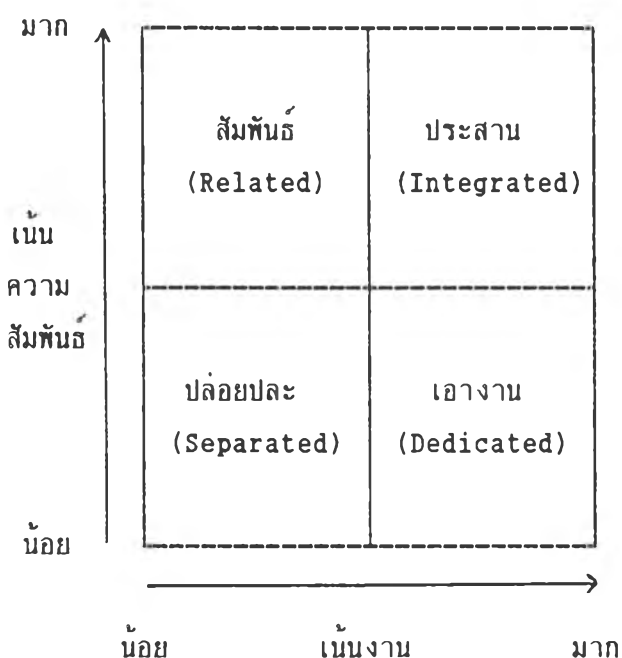 มาก
สัมพันธ์ ประสาน
(Related) (Integrated)
เน้น
ความ
สัมพันธ์
ปล่อยปละ เอางาน
(Separated) (Dedicated)
น้อย
น้อย เน้นงาน มาก